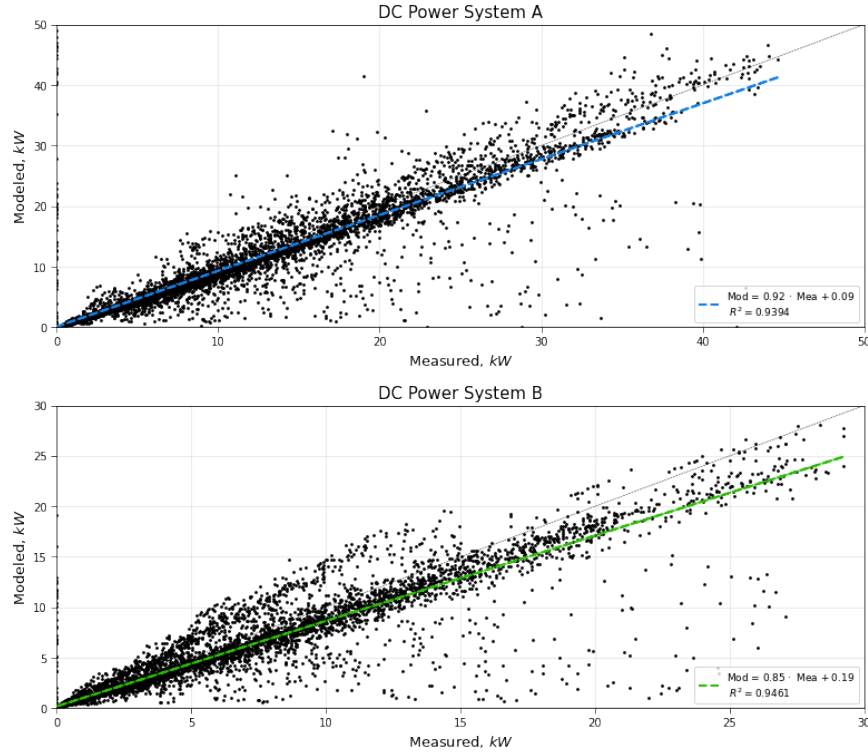 DC Power System A
50
40
30
20
10
0
Modeled, kW
0
10
20
30
40
50
Measured, kW
Mod = 0.92 · Mea + 0.09
R² = 0.9394
DC Power System B
30
25
20
15
10
5
0
Modeled, kW
0
5
10
15
20
25
30
Measured, kW
Mod = 0.85 · Mea + 0.19
R² = 0.9461